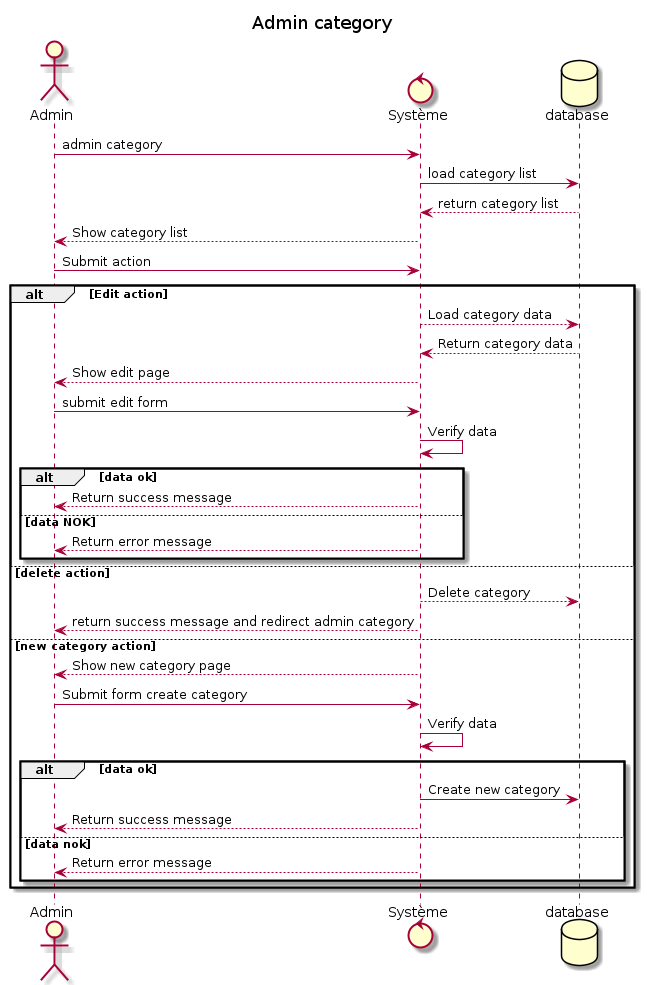 Admin category
Admin
Système
database
admin category
load category list
return category list
Show category list
Submit action
alt [Edit action]
Load category data
Return category data
Show edit page
submit edit form
Verify data
alt [data ok]
Return success message
[data NOK]
Return error message
[delete action]
Delete category
return success message and redirect admin category
[new category action]
Show new category page
Submit form create category
Verify data
alt [data ok]
Create new category
Return success message
[data nok]
Return error message
Admin
Système
database